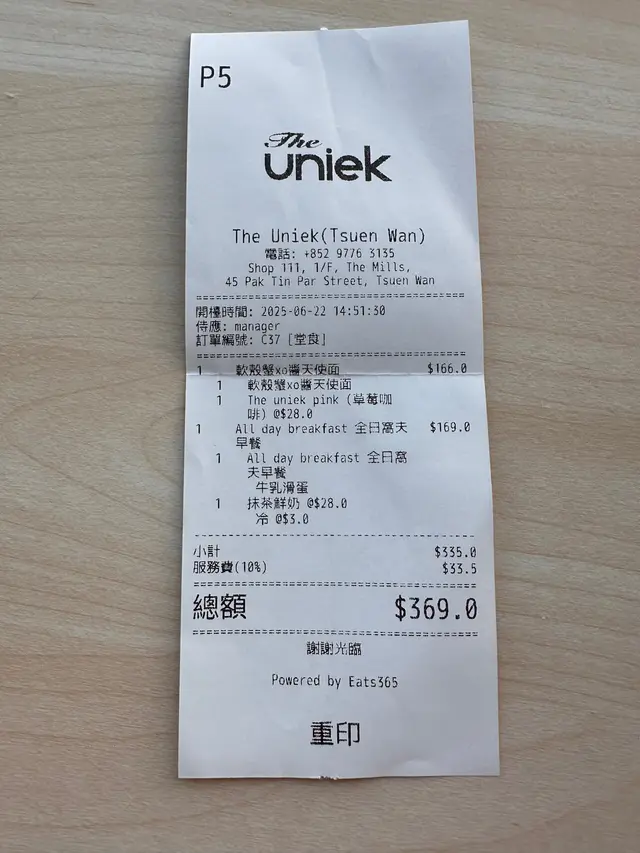 P5
The
uniek
The Uniek(Tsuen Wan)
電話: +852 9776 3135
Shop 111, 1/F, The Mills,
45 Pak Tin Par Street, Tsuen Wan
開檯時間: 2025-06-22 14:51:30
侍應: manager
訂單編號: C37 [堂食]
1 軟殼蟹xo醬天使面 $166.0
1 軟殼蟹xo醬天使面
1 The uniek pink (草莓咖
啡) @$28.0
1 All day breakfast 全日窩夫 $169.0
早餐
1 All day breakfast 全日窩
夫早餐
牛乳滑蛋
1 抹茶鮮奶 @$28.0
冷 @$3.0
小計 $335.0
服務費(10%) $33.5
總額 $369.0
謝謝光臨
Powered by Eats365
重印